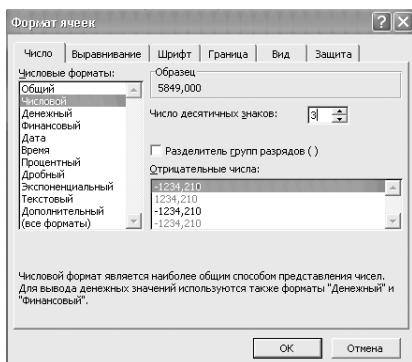 Формат ячеек
Число Выравнивание Шрифт Граница Вид Защита
Числовые форматы:
Общий
Числовой
Денежный
Финансовый
Дата
Время
Процентный
Дробный
Экспоненциальный
Текстовый
Дополнительный
(все форматы)
Образец
5849,000
Число десятичных знаков: 3
Разделитель групп разрядов ( )
Отрицательные числа:
-1234,210
1234,210
-1234,210
-1234,210
Числовой формат является наиболее общим способом представления чисел.
Для вывода денежных значений используются также форматы "Денежный" и
"Финансовый".
ОК Отмена